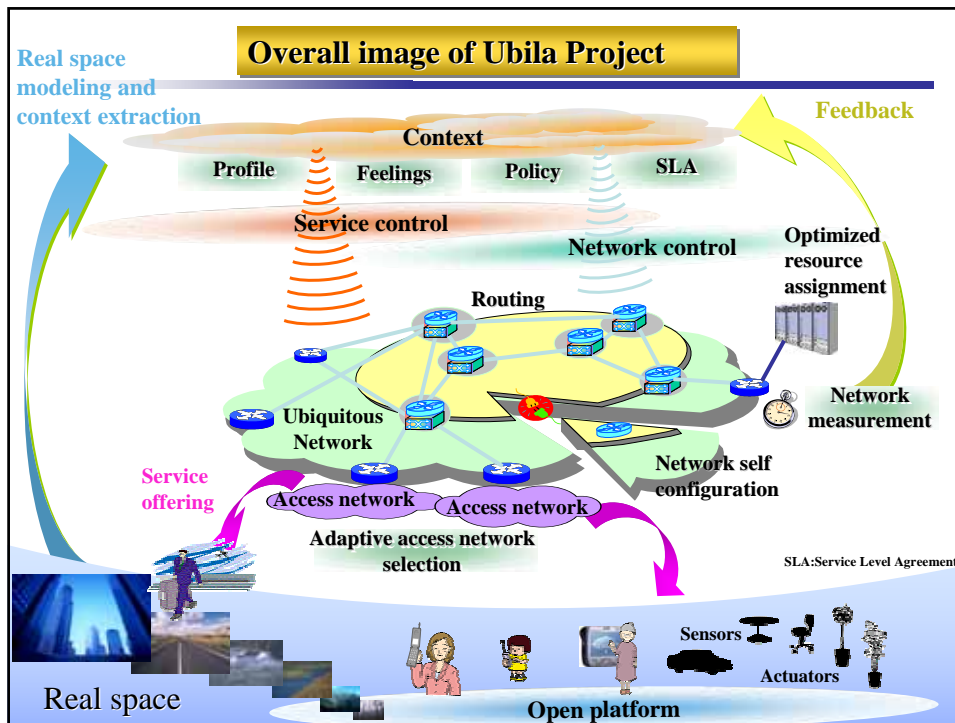 Overall image of Ubila Project
Real space
modeling and
context extraction
Feedback
Context
Profile
Feelings
Policy
SLA
Service control
Network control
Optimized
resource
assignment
Routing
Ubiquitous
Network
Network
measurement
Network self
configuration
Service
offering
Access network
Access network
Adaptive access network
selection
SLA:Service Level Agreement
Sensors
Actuators
Real space
Open platform